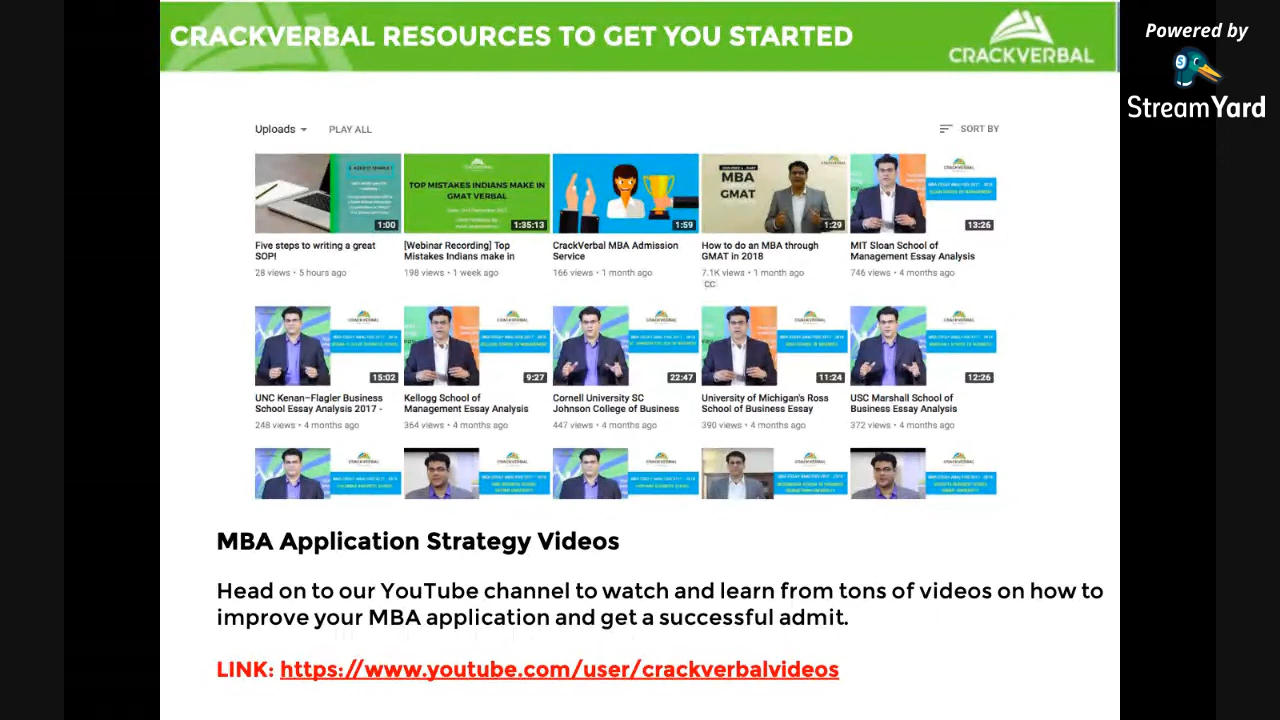 CRACKVERBAL RESOURCES TO GET YOU STARTED
CRACKVERBAL
Powered by
StreamYard
Uploads
PLAY ALL
SORT BY
TOP MISTAKES INDIANS MAKE IN
GMAT VERBAL
MBA
GMAT
1:00
1:35:13
1:59
1:29
13:26
Five steps to writing a great
SOP!
28 views • 5 hours ago
[Webinar Recording] Top
Mistakes Indians make in
198 views • 1 week ago
CrackVerbal MBA Admission
Service
166 views • 1 month ago
How to do an MBA through
GMAT in 2018
7.1K views • 1 month ago
CC
MIT Sloan School of
Management Essay Analysis
746 views • 4 months ago
15:02
9:27
22:47
11:24
12:26
UNC Kenan-Flagler Business
School Essay Analysis 2017 -
248 views • 4 months ago
Kellogg School of
Management Essay Analysis
364 views • 4 months ago
Cornell University SC
Johnson College of Business
447 views • 4 months ago
University of Michigan's Ross
School of Business Essay
390 views • 4 months ago
USC Marshall School of
Business Essay Analysis
372 views • 4 months ago
MBA Application Strategy Videos
Head on to our YouTube channel to watch and learn from tons of videos on how to
improve your MBA application and get a successful admit.
LINK: https://www.youtube.com/user/crackverbalvideos